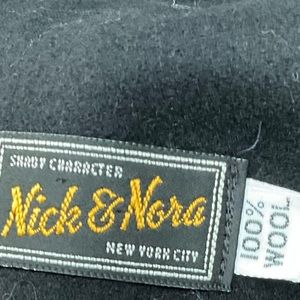 SHADY CHARACTER
Nick & Nora
NEW YORK CITY
100%
WOOL